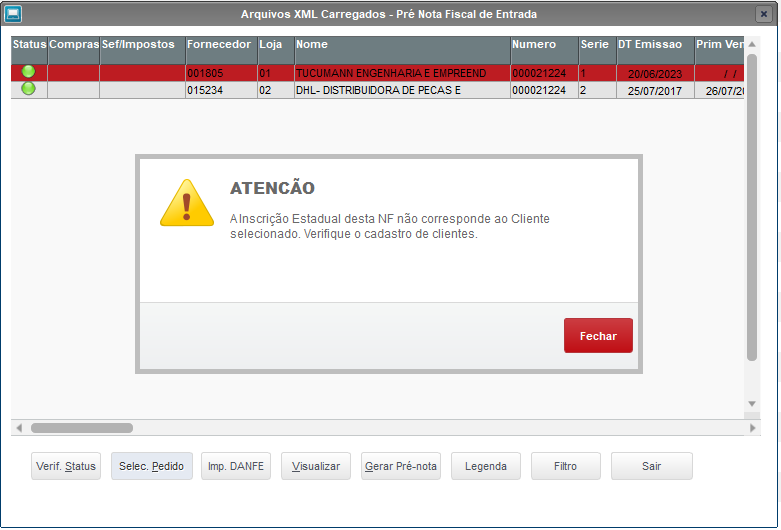 Arquivos XML Carregados - Pré Nota Fiscal de Entrada
Status Compras Sef/Impostos Fornecedor Loja Nome Numero Serie DT Emissao Prim Ven
001805 01 TUCUMANN ENGENHARIA E EMPREEND 000021224 1 20/06/2023 / /
015234 02 DHL- DISTRIBUIDORA DE PECAS E 000021224 2 25/07/2017 26/07/20
ATENCÃO
A Inscrição Estadual desta NF não corresponde ao Cliente
selecionado. Verifique o cadastro de clientes.
Fechar
Verif. Status Selec. Pedido Imp. DANFE Visualizar Gerar Pré-nota Legenda Filtro Sair